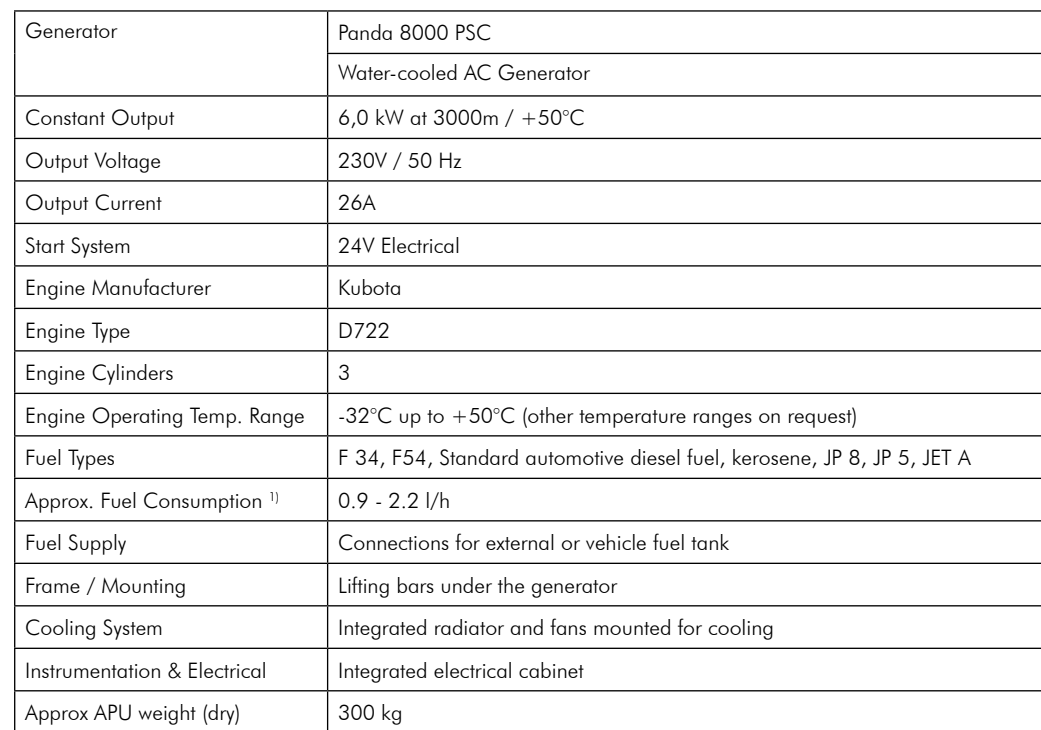 Generator Panda 8000 PSC
Water-cooled AC Generator
Constant Output 6,0 kW at 3000m / +50°C
Output Voltage 230V / 50 Hz
Output Current 26A
Start System 24V Electrical
Engine Manufacturer Kubota
Engine Type D722
Engine Cylinders 3
Engine Operating Temp. Range -32°C up to +50°C (other temperature ranges on request)
Fuel Types F 34, F54, Standard automotive diesel fuel, kerosene, JP 8, JP 5, JET A
Approx. Fuel Consumption 1) 0.9 - 2.2 l/h
Fuel Supply Connections for external or vehicle fuel tank
Frame / Mounting Lifting bars under the generator
Cooling System Integrated radiator and fans mounted for cooling
Instrumentation & Electrical Integrated electrical cabinet
Approx APU weight (dry) 300 kg